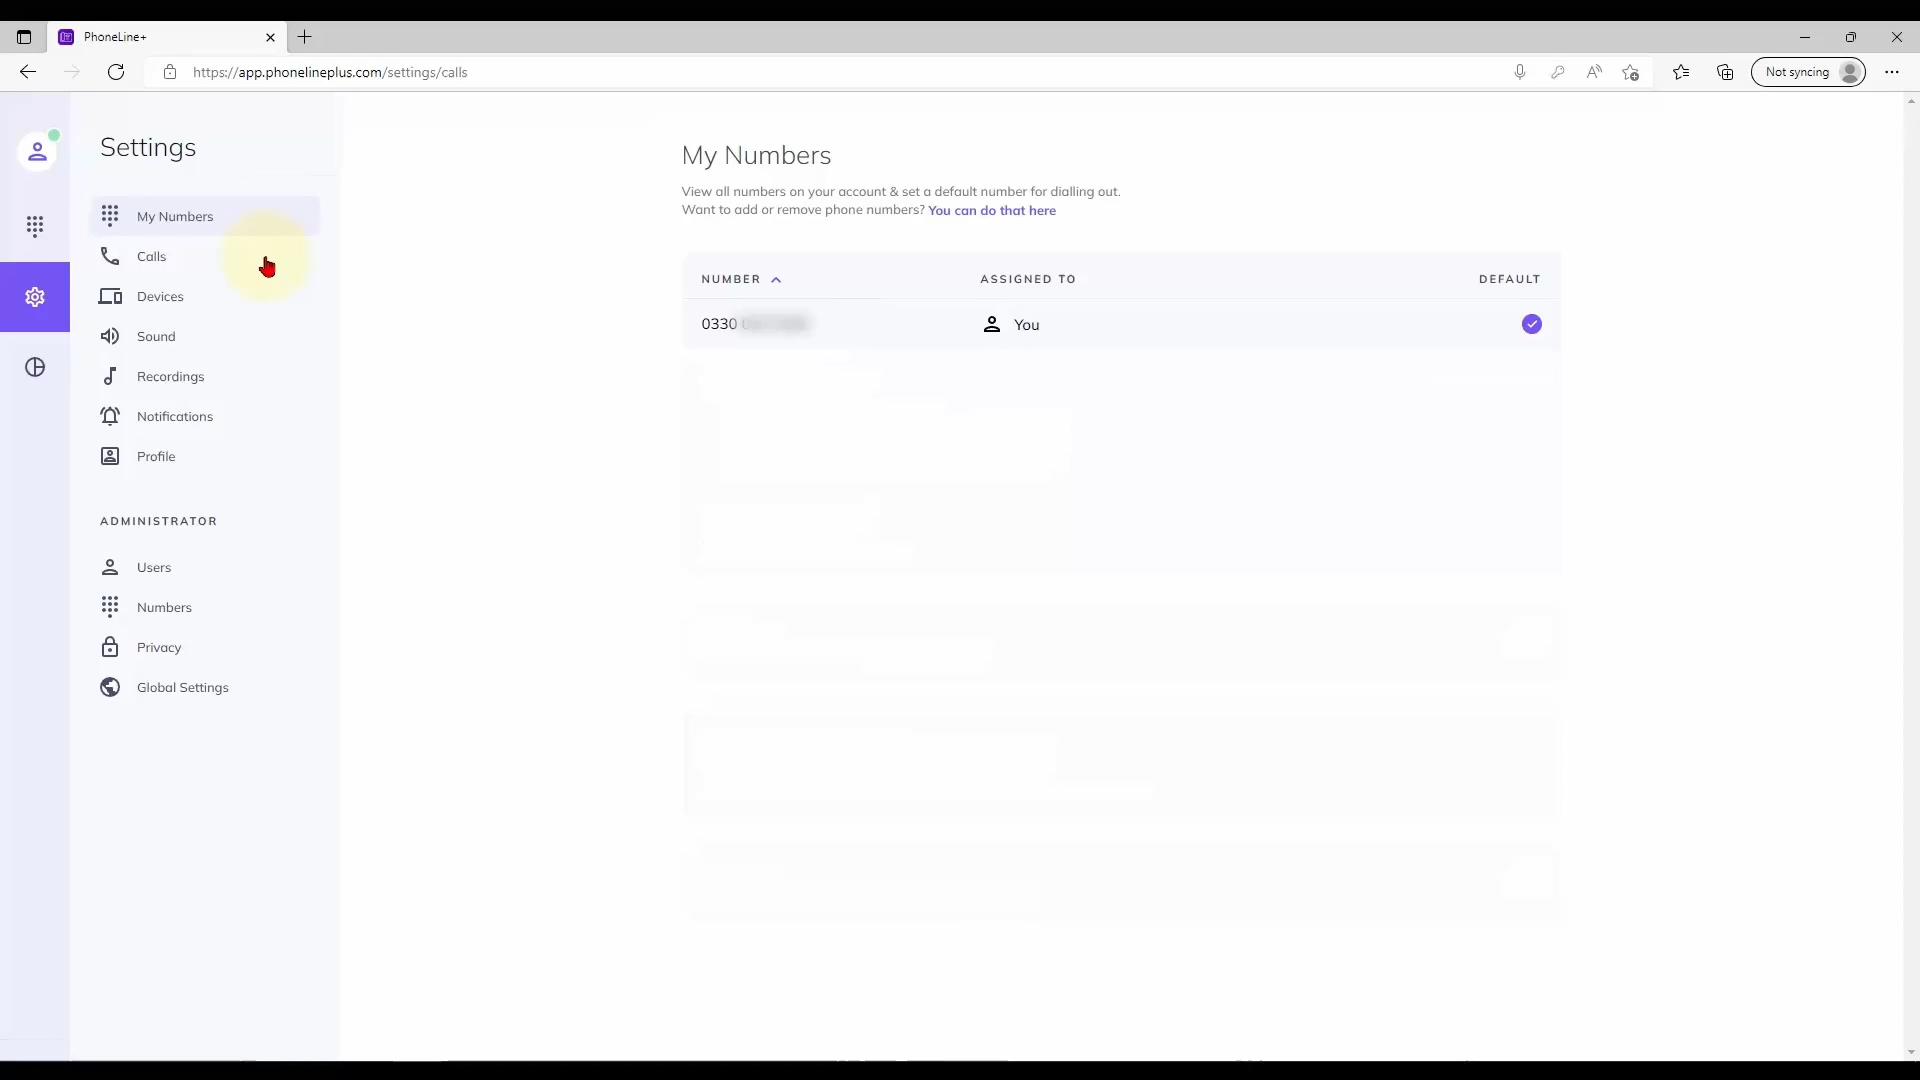 PhoneLine+
https://app.phonelineplus.com/settings/calls
Not syncing
Settings
My Numbers
Calls
Devices
Sound
Recordings
Notifications
Profile
ADMINISTRATOR
Users
Numbers
Privacy
Global Settings
My Numbers
View all numbers on your account & set a default number for dialling out.
Want to add or remove phone numbers? You can do that here
NUMBER ASSIGNED TO DEFAULT
0330 You